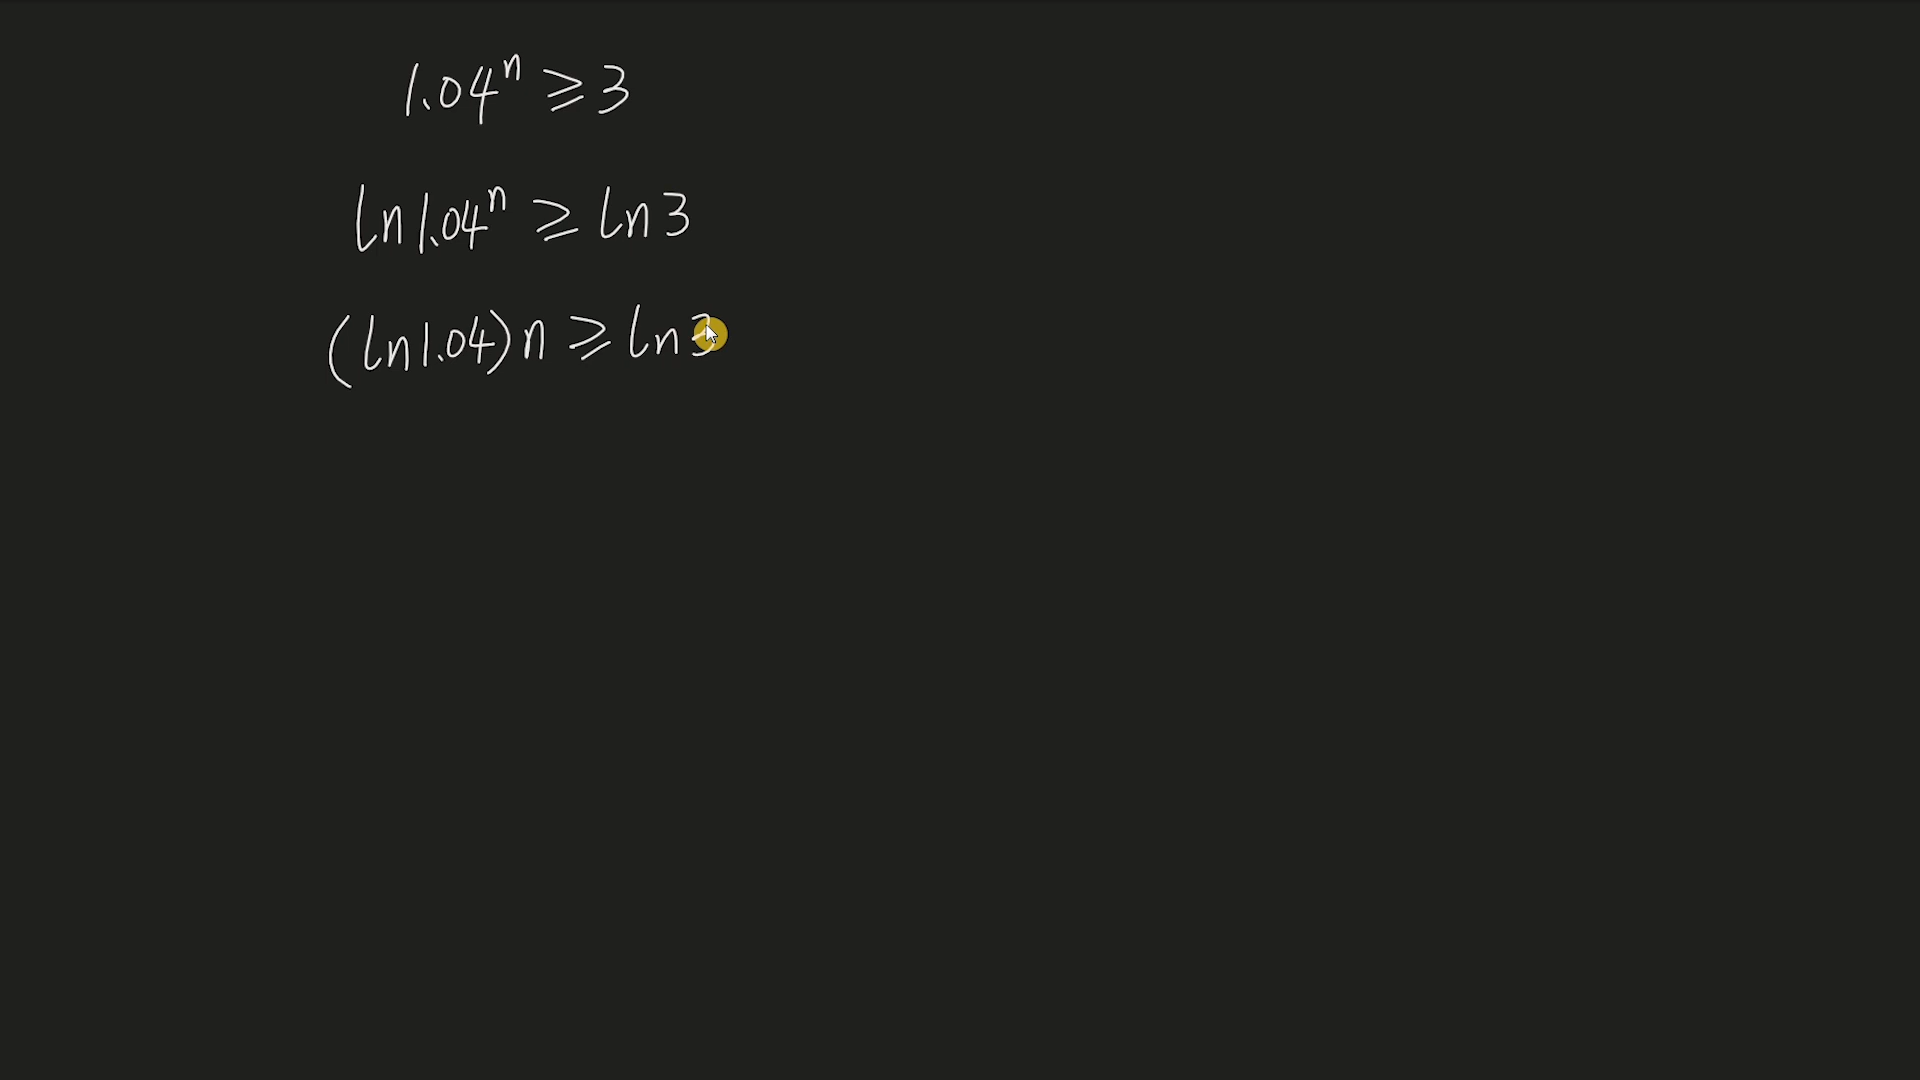 1.04ⁿ ⩾ 3
ln 1.04ⁿ ⩾ ln 3
(ln 1.04) n ⩾ ln 3